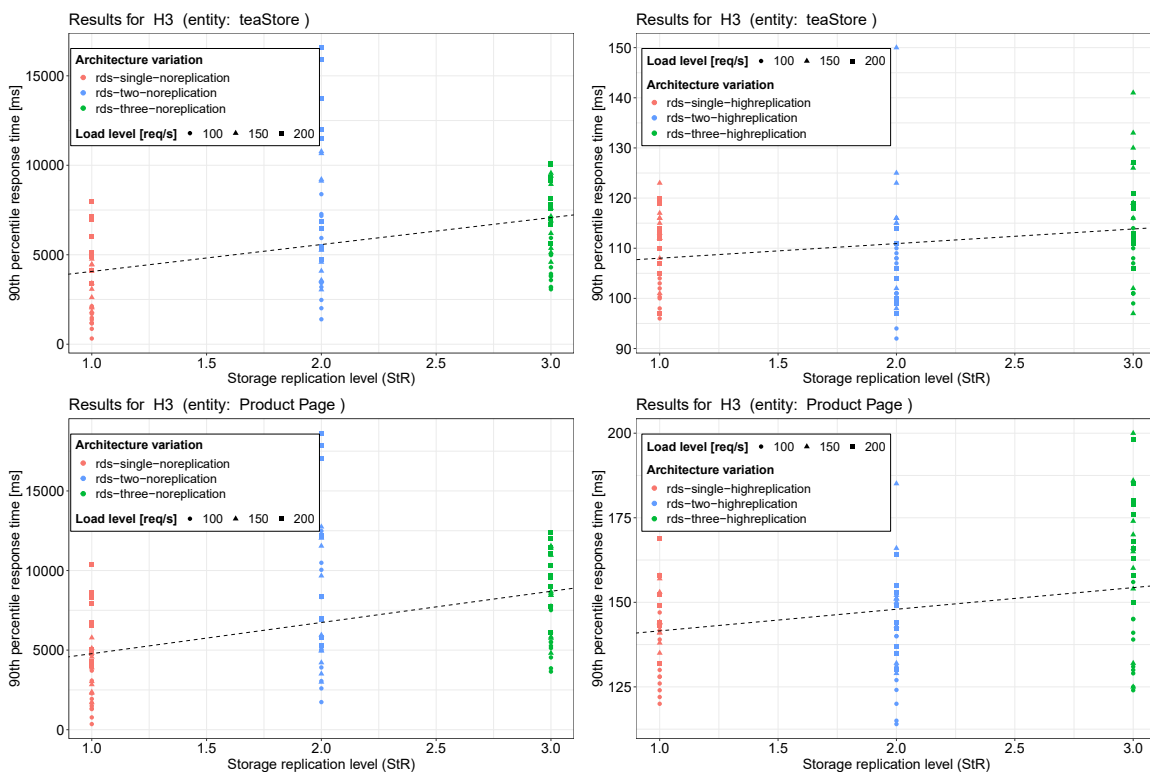 Results for H3 (entity: teaStore )
90th percentile response time [ms]
15000
10000
5000
0
Architecture variation
rds−single−noreplication
rds−two−noreplication
rds−three−noreplication
Load level [req/s] 100 150 200
1.0 1.5 2.0 2.5 3.0
Storage replication level (StR)
Results for H3 (entity: teaStore )
90th percentile response time [ms]
150
140
130
120
110
100
90
Load level [req/s] 100 150 200
Architecture variation
rds−single−highreplication
rds−two−highreplication
rds−three−highreplication
1.0 1.5 2.0 2.5 3.0
Storage replication level (StR)
Results for H3 (entity: Product Page )
90th percentile response time [ms]
15000
10000
5000
0
Architecture variation
rds−single−noreplication
rds−two−noreplication
rds−three−noreplication
Load level [req/s] 100 150 200
1.0 1.5 2.0 2.5 3.0
Storage replication level (StR)
Results for H3 (entity: Product Page )
90th percentile response time [ms]
200
175
150
125
Load level [req/s] 100 150 200
Architecture variation
rds−single−highreplication
rds−two−highreplication
rds−three−highreplication
1.0 1.5 2.0 2.5 3.0
Storage replication level (StR)